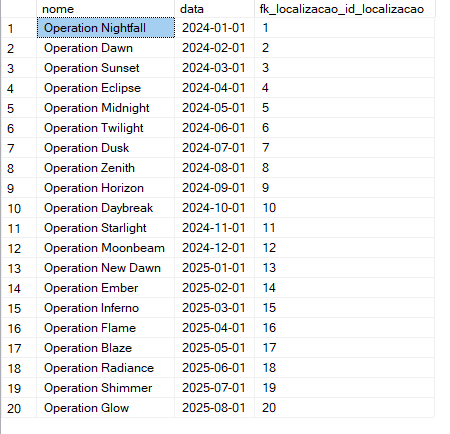 nome data fk_localizacao_id_localizacao
1 Operation Nightfall 2024-01-01 1
2 Operation Dawn 2024-02-01 2
3 Operation Sunset 2024-03-01 3
4 Operation Eclipse 2024-04-01 4
5 Operation Midnight 2024-05-01 5
6 Operation Twilight 2024-06-01 6
7 Operation Dusk 2024-07-01 7
8 Operation Zenith 2024-08-01 8
9 Operation Horizon 2024-09-01 9
10 Operation Daybreak 2024-10-01 10
11 Operation Starlight 2024-11-01 11
12 Operation Moonbeam 2024-12-01 12
13 Operation New Dawn 2025-01-01 13
14 Operation Ember 2025-02-01 14
15 Operation Inferno 2025-03-01 15
16 Operation Flame 2025-04-01 16
17 Operation Blaze 2025-05-01 17
18 Operation Radiance 2025-06-01 18
19 Operation Shimmer 2025-07-01 19
20 Operation Glow 2025-08-01 20